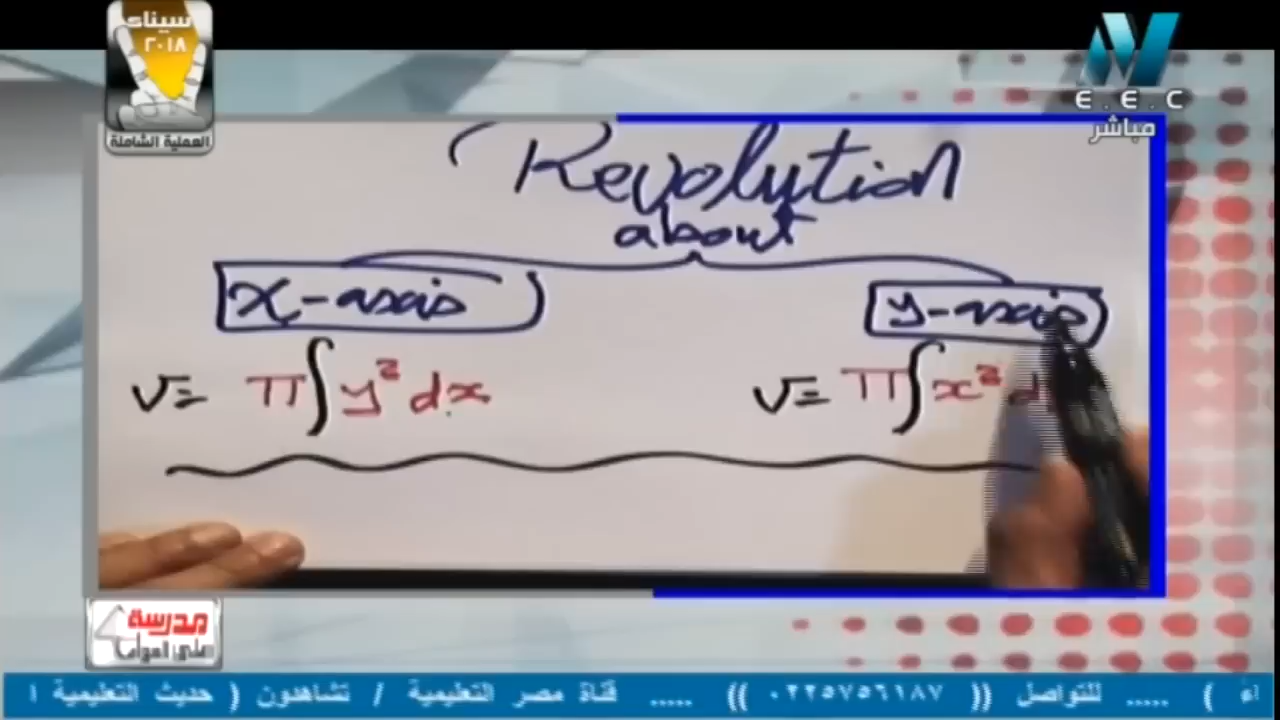 سيناء
٢٠١٨
العملية الشاملة
E.E.C
مباشر
Revolution
about
x-axis
y-axis
V= π∫y² dx
V= π∫x² d
مدرسة
على الهواء
) ..... للتواصل (( ٠٢٢٥٧٥٦١٨٧ )) ..... قناة مصر التعليمية / تشاهدون ( حديث التعليمية ا